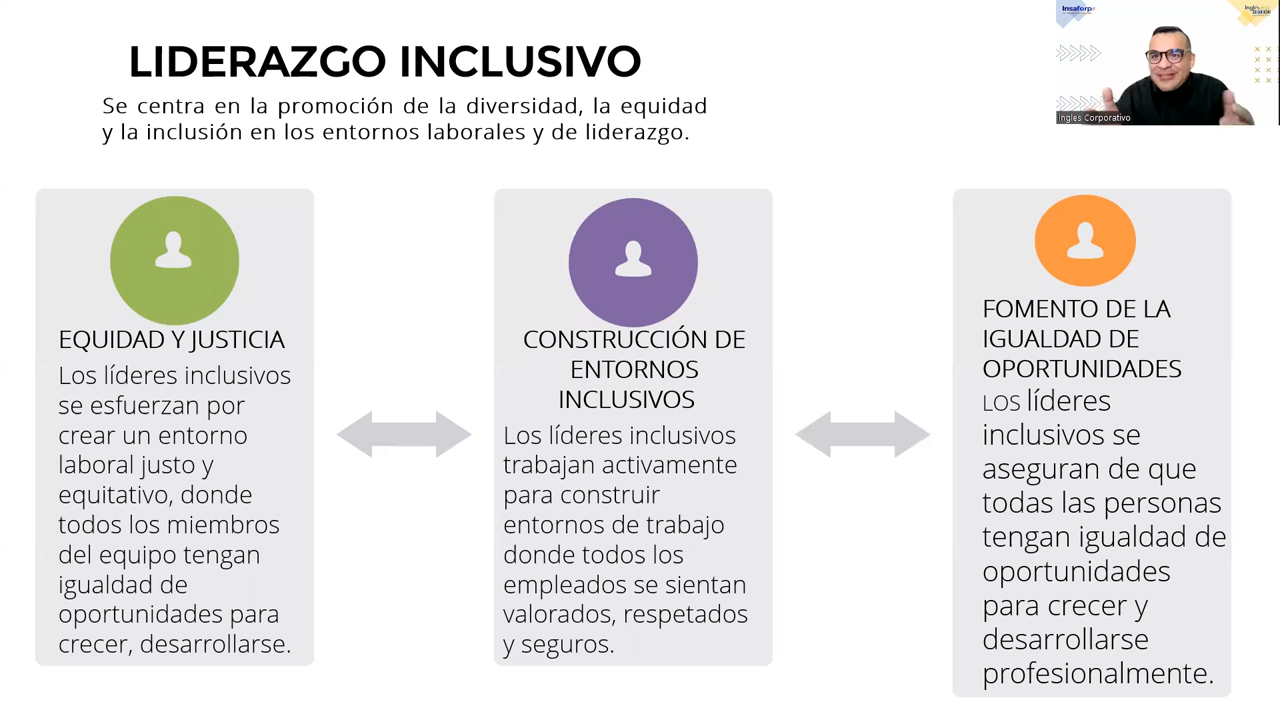 LIDERAZGO INCLUSIVO
Se centra en la promoción de la diversidad, la equidad
y la inclusión en los entornos laborales y de liderazgo.
Insaforp
Ingles Corporativo
EQUIDAD Y JUSTICIA
Los líderes inclusivos
se esfuerzan por
crear un entorno
laboral justo y
equitativo, donde
todos los miembros
del equipo tengan
igualdad de
oportunidades para
crecer, desarrollarse.
CONSTRUCCIÓN DE
ENTORNOS
INCLUSIVOS
Los líderes inclusivos
trabajan activamente
para construir
entornos de trabajo
donde todos los
empleados se sientan
valorados, respetados
y seguros.
FOMENTO DE LA
IGUALDAD DE
OPORTUNIDADES
LOS líderes
inclusivos se
aseguran de que
todas las personas
tengan igualdad de
oportunidades
para crecer y
desarrollarse
profesionalmente.